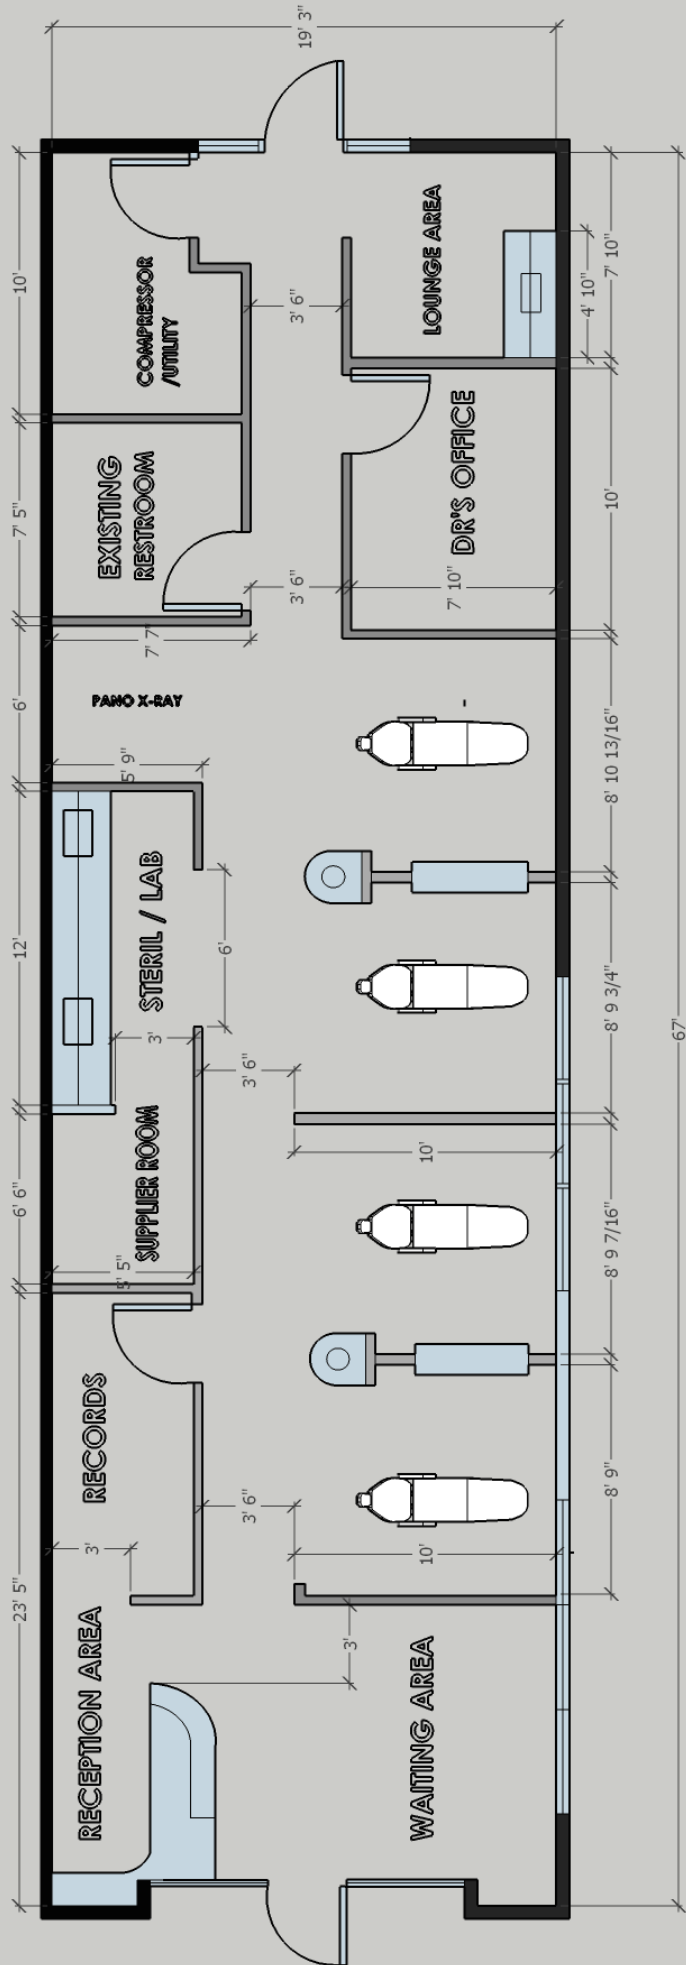 19' 3"
10'
7' 5"
6'
12'
6' 6"
23' 5"
COMPRESSOR
/UTILITY
3' 6"
LOUNGE AREA
4' 10"
7' 10"
EXISTING
RESTROOM
7' 7"
3' 6"
DR'S OFFICE
7' 10"
10'
PANO X-RAY
5' 9"
8' 10 13/16"
STERIL / LAB
6'
3'
8' 9 3/4"
67'
SUPPLIER ROOM
5' 5"
3' 6"
10'
8' 9 7/16"
RECORDS
3'
3' 6"
10'
8' 9"
RECEPTION AREA
3'
WAITING AREA